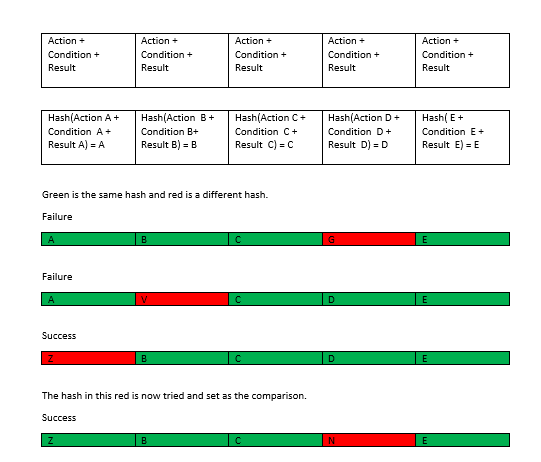 Action + Action + Action + Action + Action +
Condition + Condition + Condition + Condition + Condition +
Result Result Result Result Result
Hash(Action A + Hash(Action  B + Hash(Action C + Hash(Action D + Hash( E +
Condition  A + Condition B+ Condition  C + Condition  D + Condition  E +
Result A) = A Result B) = B Result  C) = C Result  D) = D Result  E) = E
Green is the same hash and red is a different hash.
Failure
A B C G E
Failure
A V C D E
Success
Z B C D E
The hash in this red is now tried and set as the comparison.
Success
Z B C N E